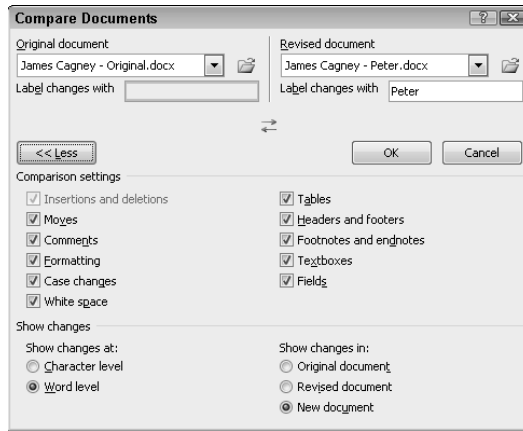 Compare Documents
Original document
Revised document
James Cagney - Original.docx
James Cagney - Peter.docx
Label changes with
Label changes with Peter
<< Less
OK
Cancel
Comparison settings
Insertions and deletions
Tables
Moves
Headers and footers
Comments
Footnotes and endnotes
Formatting
Textboxes
Case changes
Fields
White space
Show changes
Show changes at:
Show changes in:
Character level
Original document
Word level
Revised document
New document